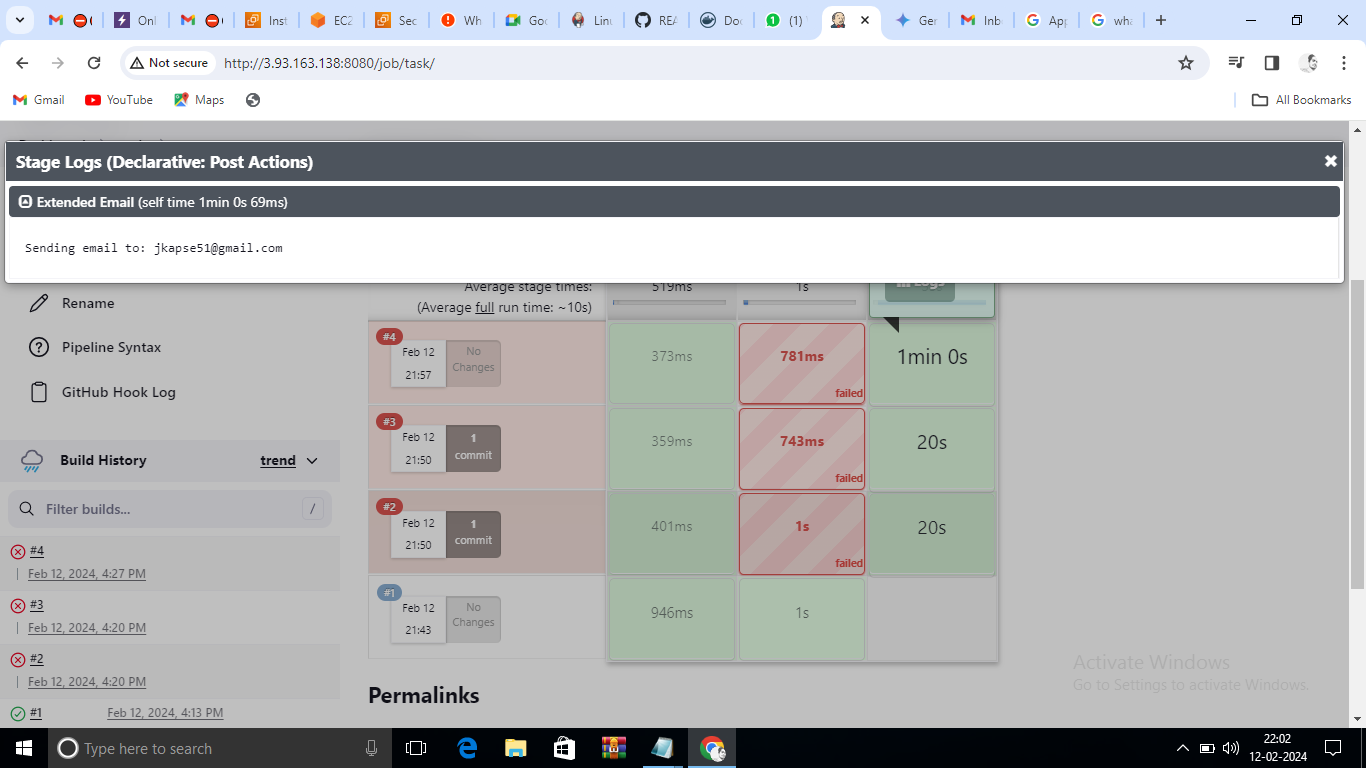 Onl
Inst
EC2
Sec
Wh
Goo
Linu
REA
Doc
(1)
Ger
Inb
App
wha
Not secure
http://3.93.163.138:8080/job/task/
Gmail
YouTube
Maps
All Bookmarks
Stage Logs (Declarative: Post Actions)
Extended Email (self time 1min 0s 69ms)
Sending email to: jkapse51@gmail.com
Rename
Pipeline Syntax
GitHub Hook Log
Build History
trend
Filter builds...
/
#4
Feb 12, 2024, 4:27 PM
#3
Feb 12, 2024, 4:20 PM
#2
Feb 12, 2024, 4:20 PM
#1
Feb 12, 2024, 4:13 PM
Average stage times:
(Average full run time: ~10s)
519ms
1s
Logs
#4
Feb 12
21:57
No
Changes
373ms
781ms
failed
1min 0s
#3
Feb 12
21:50
1
commit
359ms
743ms
failed
20s
#2
Feb 12
21:50
1
commit
401ms
1s
failed
20s
#1
Feb 12
21:43
No
Changes
946ms
1s
Permalinks
Activate Windows
Go to Settings to activate Windows.
Type here to search
22:02
12-02-2024